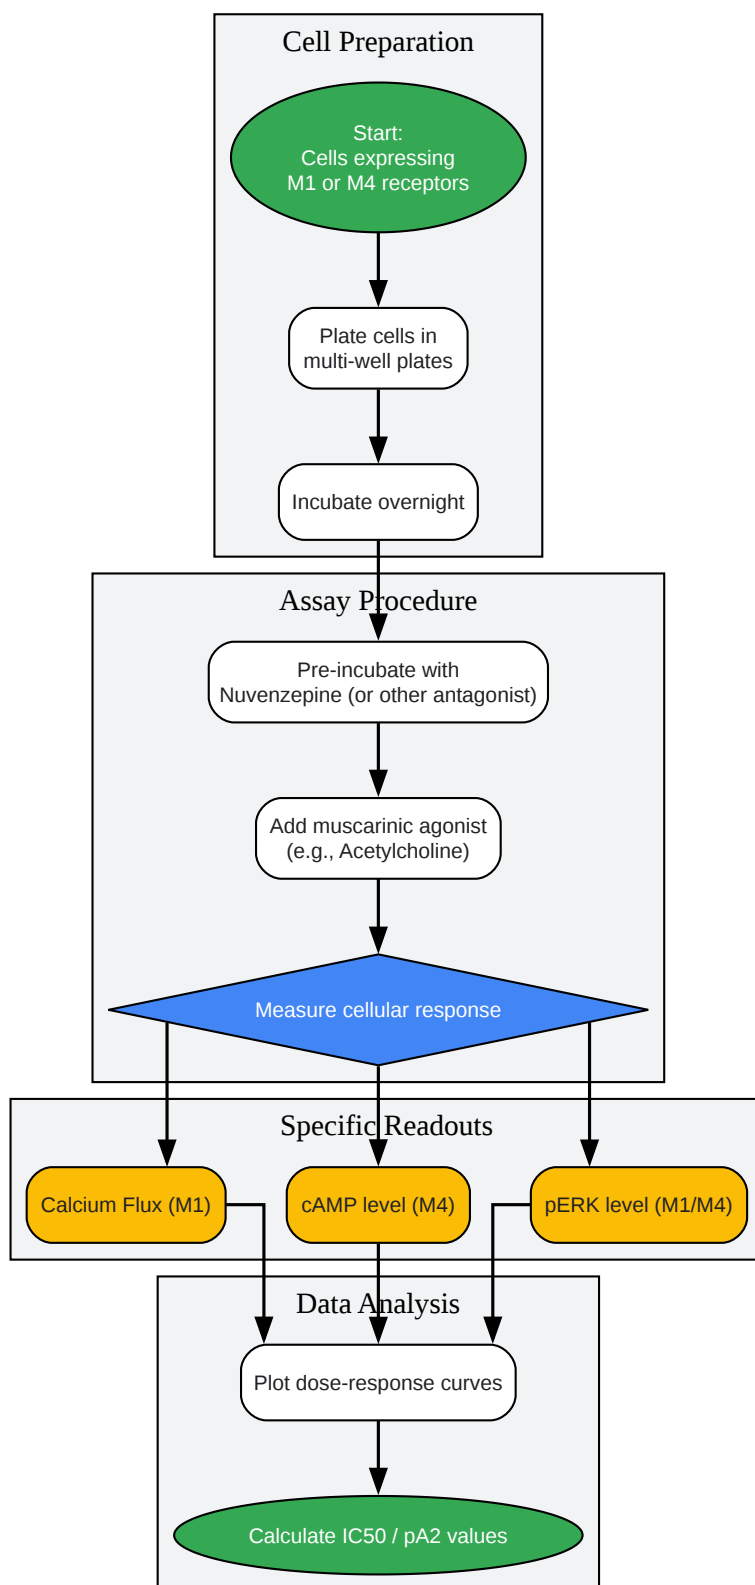 Cell Preparation
Start:
Cells expressing
M1 or M4 receptors
Plate cells in
multi-well plates
Incubate overnight
Assay Procedure
Pre-incubate with
Nuvenzepine (or other antagonist)
Add muscarinic agonist
(e.g., Acetylcholine)
Measure cellular response
Specific Readouts
Calcium Flux (M1)
cAMP level (M4)
pERK level (M1/M4)
Data Analysis
Plot dose-response curves
Calculate IC50 / pA2 values